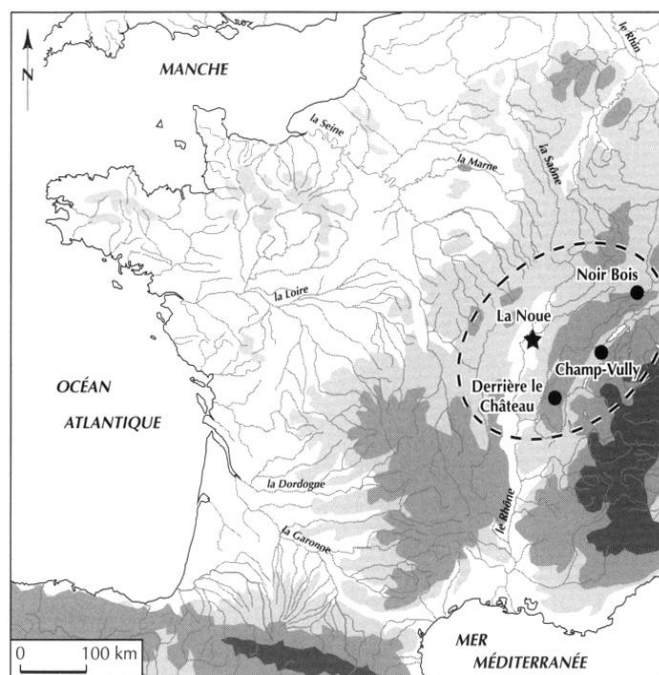 N
MANCHE
le Rhin
la Seine
la Marne
la Saône
la Loire
Noir Bois
La Noue
Champ-Vully
Derrière le
Château
OCÉAN
ATLANTIQUE
la Dordogne
la Garonne
le Rhône
MER
MÉDITERRANÉE
0 100 km